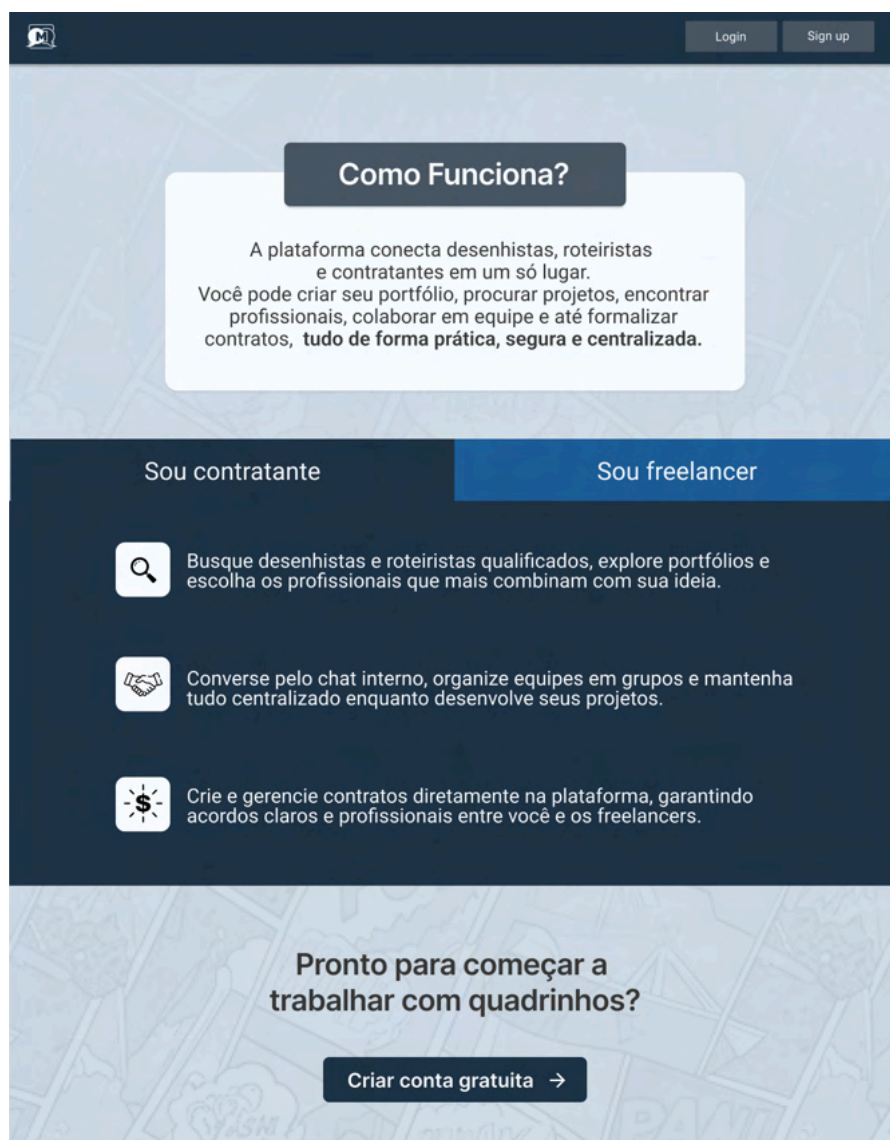 M
Login
Sign up
Como Funciona?
A plataforma conecta desenhistas, roteiristas
e contratantes em um só lugar.
Você pode criar seu portfólio, procurar projetos, encontrar
profissionais, colaborar em equipe e até formalizar
contratos, tudo de forma prática, segura e centralizada.
Sou contratante
Sou freelancer
Busque desenhistas e roteiristas qualificados, explore portfólios e
escolha os profissionais que mais combinam com sua ideia.
Converse pelo chat interno, organize equipes em grupos e mantenha
tudo centralizado enquanto desenvolve seus projetos.
$
Crie e gerencie contratos diretamente na plataforma, garantindo
acordos claros e profissionais entre você e os freelancers.
Pronto para começar a
trabalhar com quadrinhos?
Criar conta gratuita →